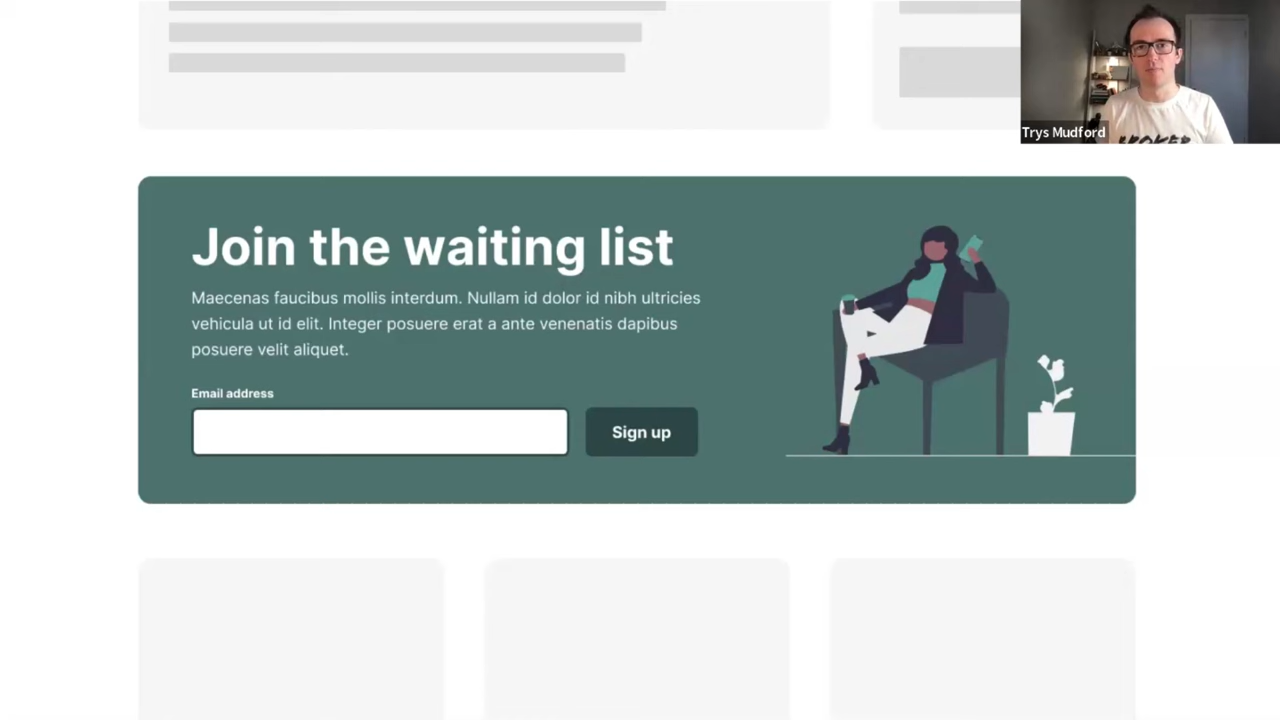 Trys Mudford
Join the waiting list
Maecenas faucibus mollis interdum. Nullam id dolor id nibh ultricies
vehicula ut id elit. Integer posuere erat a ante venenatis dapibus
posuere velit aliquet.
Email address
Sign up